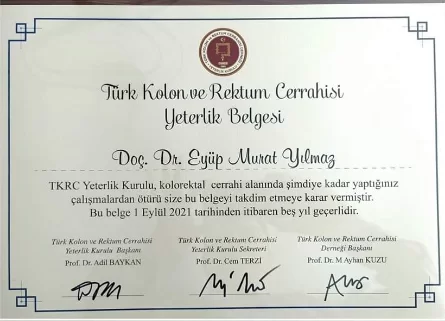 Türk Kolon ve Rektum Cerrahisi
Yeterlik Belgesi
Doç. Dr. Eyüp Murat Yılmaz
TKRC Yeterlik Kurulu, kolorektal cerrahi alanında şimdiye kadar yaptığınız
çalışmalardan ötürü size bu belgeyi takdim etmeye karar vermiştir.
Bu belge 1 Eylül 2021 tarihinden itibaren beş yıl geçerlidir.
Türk Kolon ve Rektum Cerrahisi
Yeterlik Kurulu Başkanı
Prof. Dr. Adil BAYKAN
Türk Kolon ve Rektum Cerrahisi
Yeterlik Kurulu Sekreteri
Prof. Dr. Cem TERZİ
Türk Kolon ve Rektum Cerrahisi
Derneği Başkanı
Prof. Dr. M Ayhan KUZU